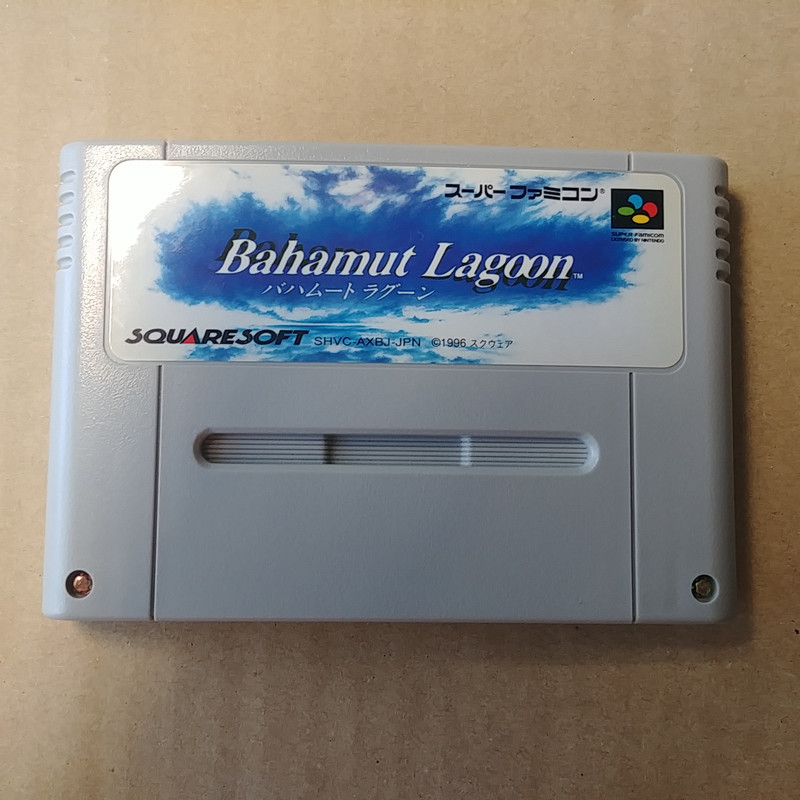 スーパーファミコン®
SUPER FAMICOM
LICENSED BY NINTENDO
Bahamut Lagoon™
バハムート ラグーン
SQUARESOFT SHVC-AXBJ-JPN ©1996 スクウェア